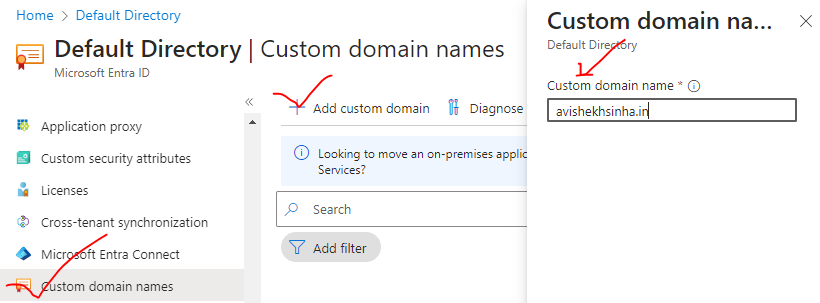 Home > Default Directory >
Default Directory | Custom domain names
Microsoft Entra ID
Application proxy
Custom security attributes
Licenses
Cross-tenant synchronization
Microsoft Entra Connect
Custom domain names
Add custom domain
Diagnose
Looking to move an on-premises applic
Services?
Search
Add filter
Custom domain na...
Default Directory
Custom domain name *
avishekhsinha.in